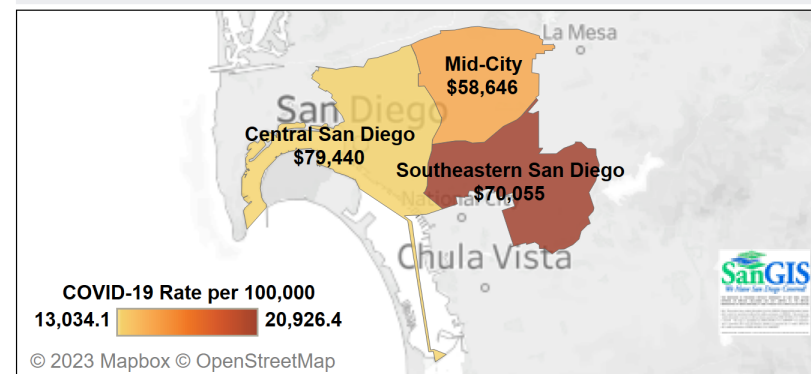 La Mesa
Mid-City
$58,646
San Diego
Central San Diego
$79,440
Southeastern San Diego
$70,055
National City
Chula Vista
COVID-19 Rate per 100,000
13,034.1 20,926.4
SanGIS
We Have San Diego Covered!
© 2023 Mapbox © OpenStreetMap